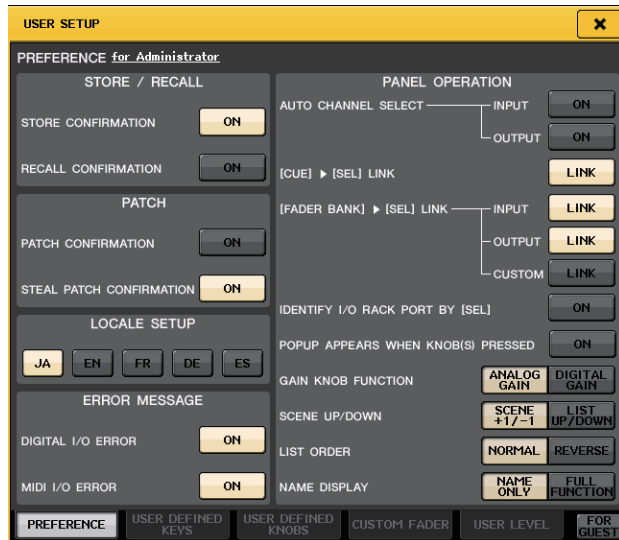 USER SETUP
×
PREFERENCE for Administrator
STORE / RECALL
STORE CONFIRMATION ON
RECALL CONFIRMATION ON
PATCH
PATCH CONFIRMATION ON
STEAL PATCH CONFIRMATION ON
LOCALE SETUP
JA EN FR DE ES
ERROR MESSAGE
DIGITAL I/O ERROR ON
MIDI I/O ERROR ON
PANEL OPERATION
AUTO CHANNEL SELECT INPUT ON
OUTPUT ON
[CUE] ▶ [SEL] LINK LINK
[FADER BANK] ▶ [SEL] LINK INPUT LINK
OUTPUT LINK
CUSTOM LINK
IDENTIFY I/O RACK PORT BY [SEL] ON
POPUP APPEARS WHEN KNOB(S) PRESSED ON
GAIN KNOB FUNCTION ANALOG GAIN DIGITAL GAIN
SCENE UP/DOWN SCENE +1/-1 LIST UP/DOWN
LIST ORDER NORMAL REVERSE
NAME DISPLAY NAME ONLY FULL FUNCTION
PREFERENCE USER DEFINED KEYS USER DEFINED KNOBS CUSTOM FADER USER LEVEL FOR GUEST